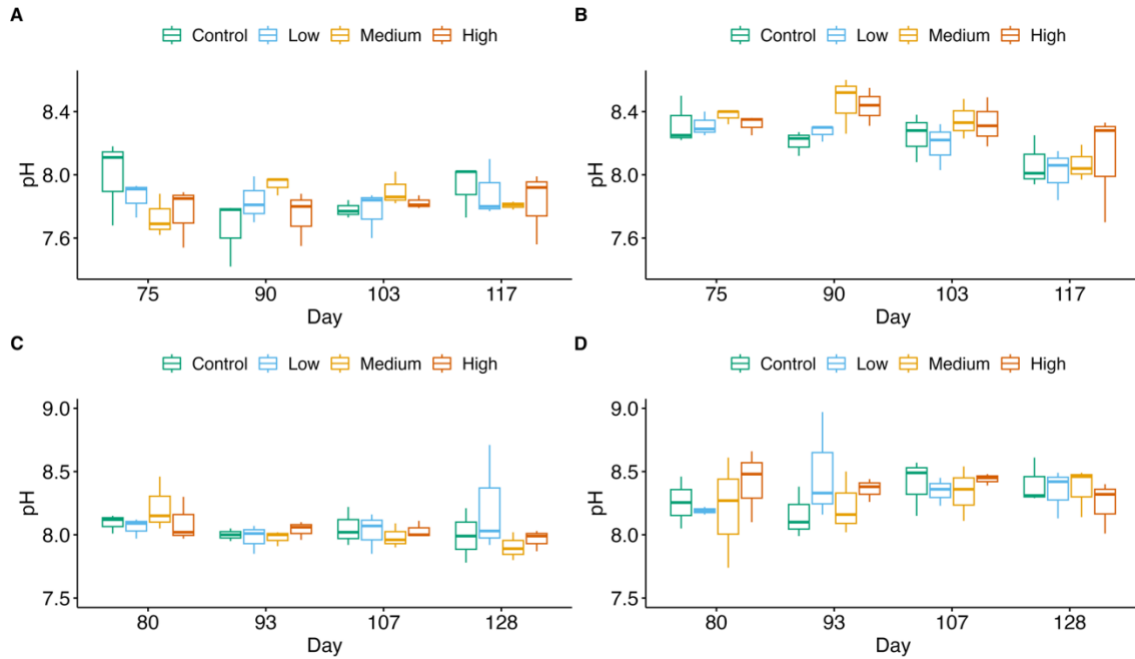 A
Control Low Medium High
8.4
8.0
7.6
pH
75 90 103 117
Day
B
Control Low Medium High
8.4
8.0
7.6
pH
75 90 103 117
Day
C
Control Low Medium High
9.0
8.5
8.0
7.5
pH
80 93 107 128
Day
D
Control Low Medium High
9.0
8.5
8.0
7.5
pH
80 93 107 128
Day